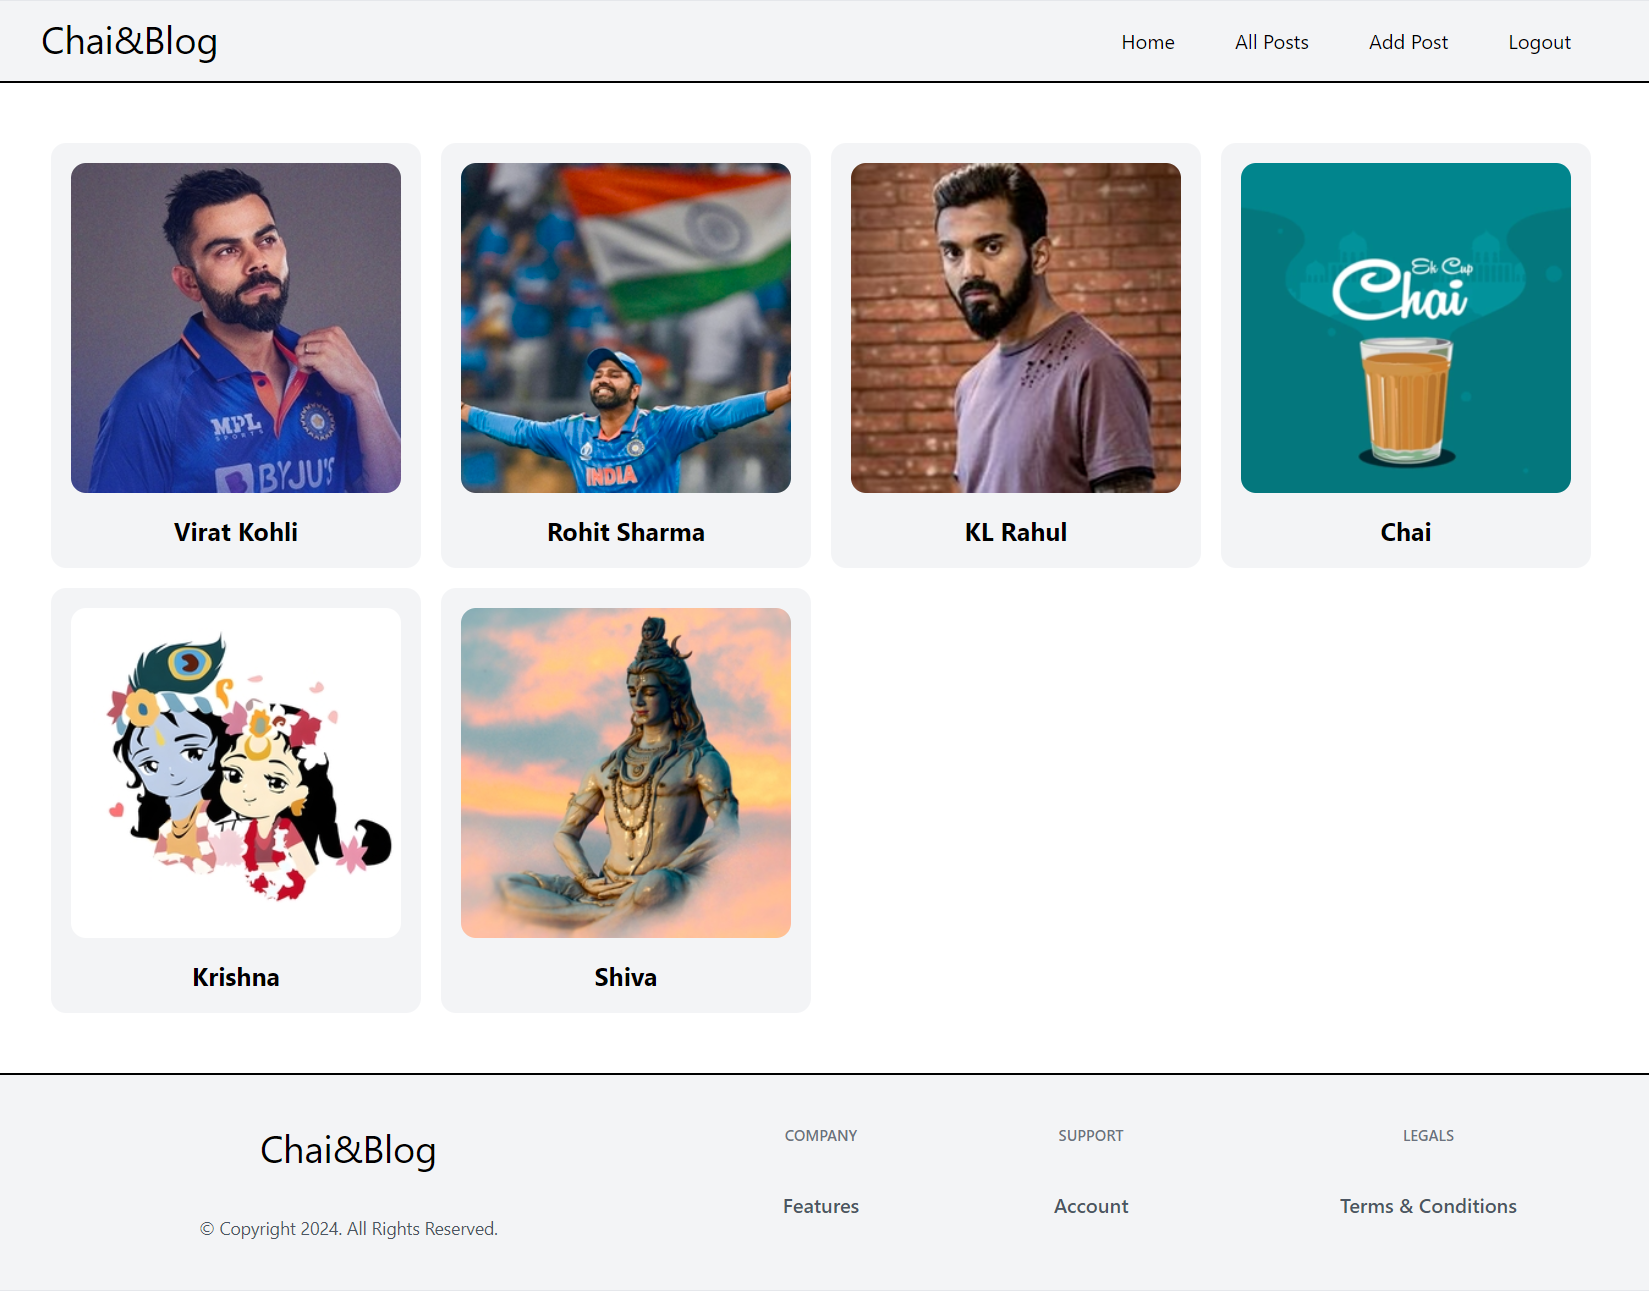 Chai&Blog
Home
All Posts
Add Post
Logout
MPL
SPORTS
BYJU'S
INDIA
Ek Cup
Chai
Virat Kohli
Rohit Sharma
KL Rahul
Chai
Krishna
Shiva
Chai&Blog
© Copyright 2024. All Rights Reserved.
COMPANY
Features
SUPPORT
Account
LEGALS
Terms & Conditions